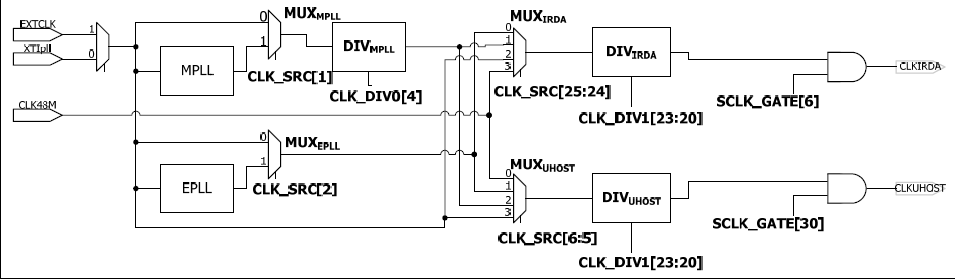 EXTCLK
XTIpll
1
0
MPLL
0
1
MUXMPLL
CLK_SRC[1]
DIVMPLL
CLK_DIV0[4]
MUXIRDA
0
1
2
3
CLK_SRC[25:24]
DIVIRDA
CLK_DIV1[23:20]
SCLK_GATE[6]
CLKIRDA
CLK48M
EPLL
0
1
MUXEPLL
CLK_SRC[2]
MUXUHOST
0
1
2
3
CLK_SRC[6:5]
DIVUHOST
CLK_DIV1[23:20]
SCLK_GATE[30]
CLKUHOST